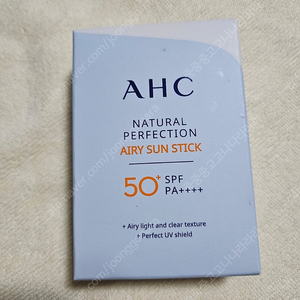 AHC
NATURAL
PERFECTION
AIRY SUN STICK
50+ SPF
PA++++
+ Airy light and clear texture
+ Perfect UV shield